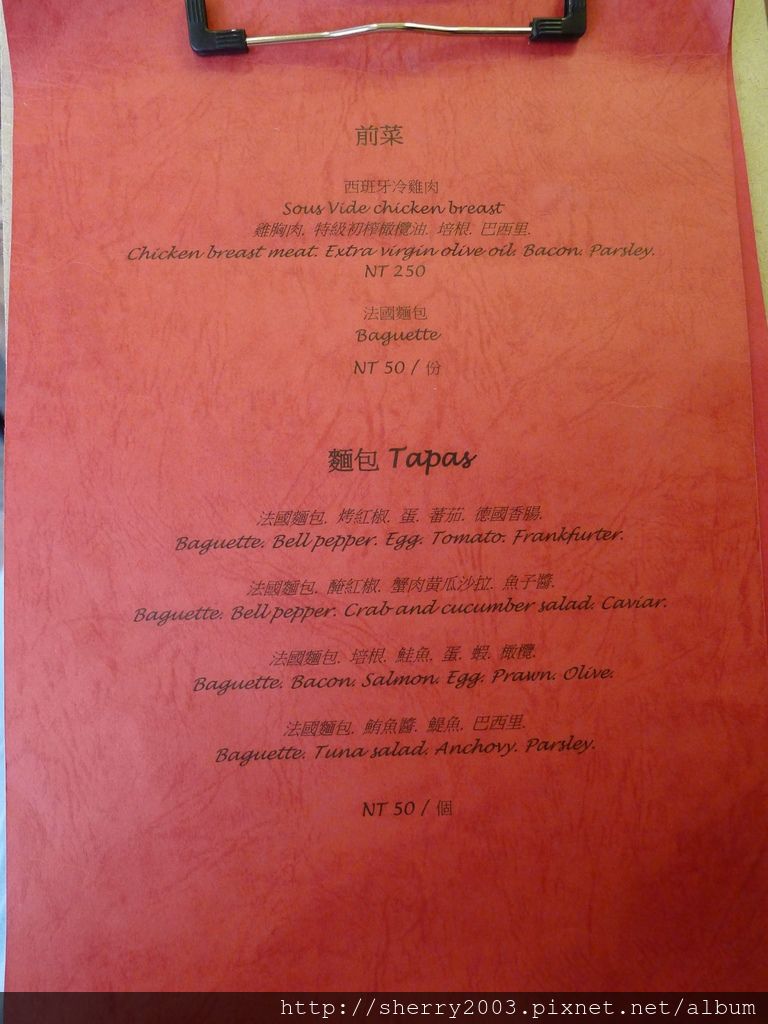 前菜
西班牙冷雞肉
Sous Vide chicken breast
雞胸肉. 特級初榨橄欖油. 培根. 巴西里.
Chicken breast meat. Extra virgin olive oil. Bacon. Parsley.
NT 250
法國麵包
Baguette
NT 50 / 份
麵包 Tapas
法國麵包. 烤紅椒. 蛋. 蕃茄. 德國香腸.
Baguette. Bell pepper. Egg. Tomato. Frankfurter.
法國麵包. 醃紅椒. 蟹肉黃瓜沙拉. 魚子醬.
Baguette. Bell pepper. Crab and cucumber salad. Caviar.
法國麵包. 培根. 鮭魚. 蛋. 蝦. 橄欖.
Baguette. Bacon. Salmon. Egg. Prawn. Olive.
法國麵包. 鮪魚醬. 鯷魚. 巴西里.
Baguette. Tuna salad. Anchovy. Parsley.
NT 50 / 個
http://sherry2003.pixnet.net/album